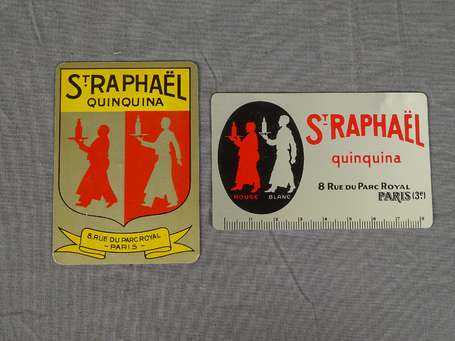 ST RAPHAËL
QUINQUINA
8, RUE DU PARC ROYAL
- PARIS -
ST RAPHAËL
quinquina
ROUGE BLANC
8 RUE DU PARC ROYAL
PARIS (3e)